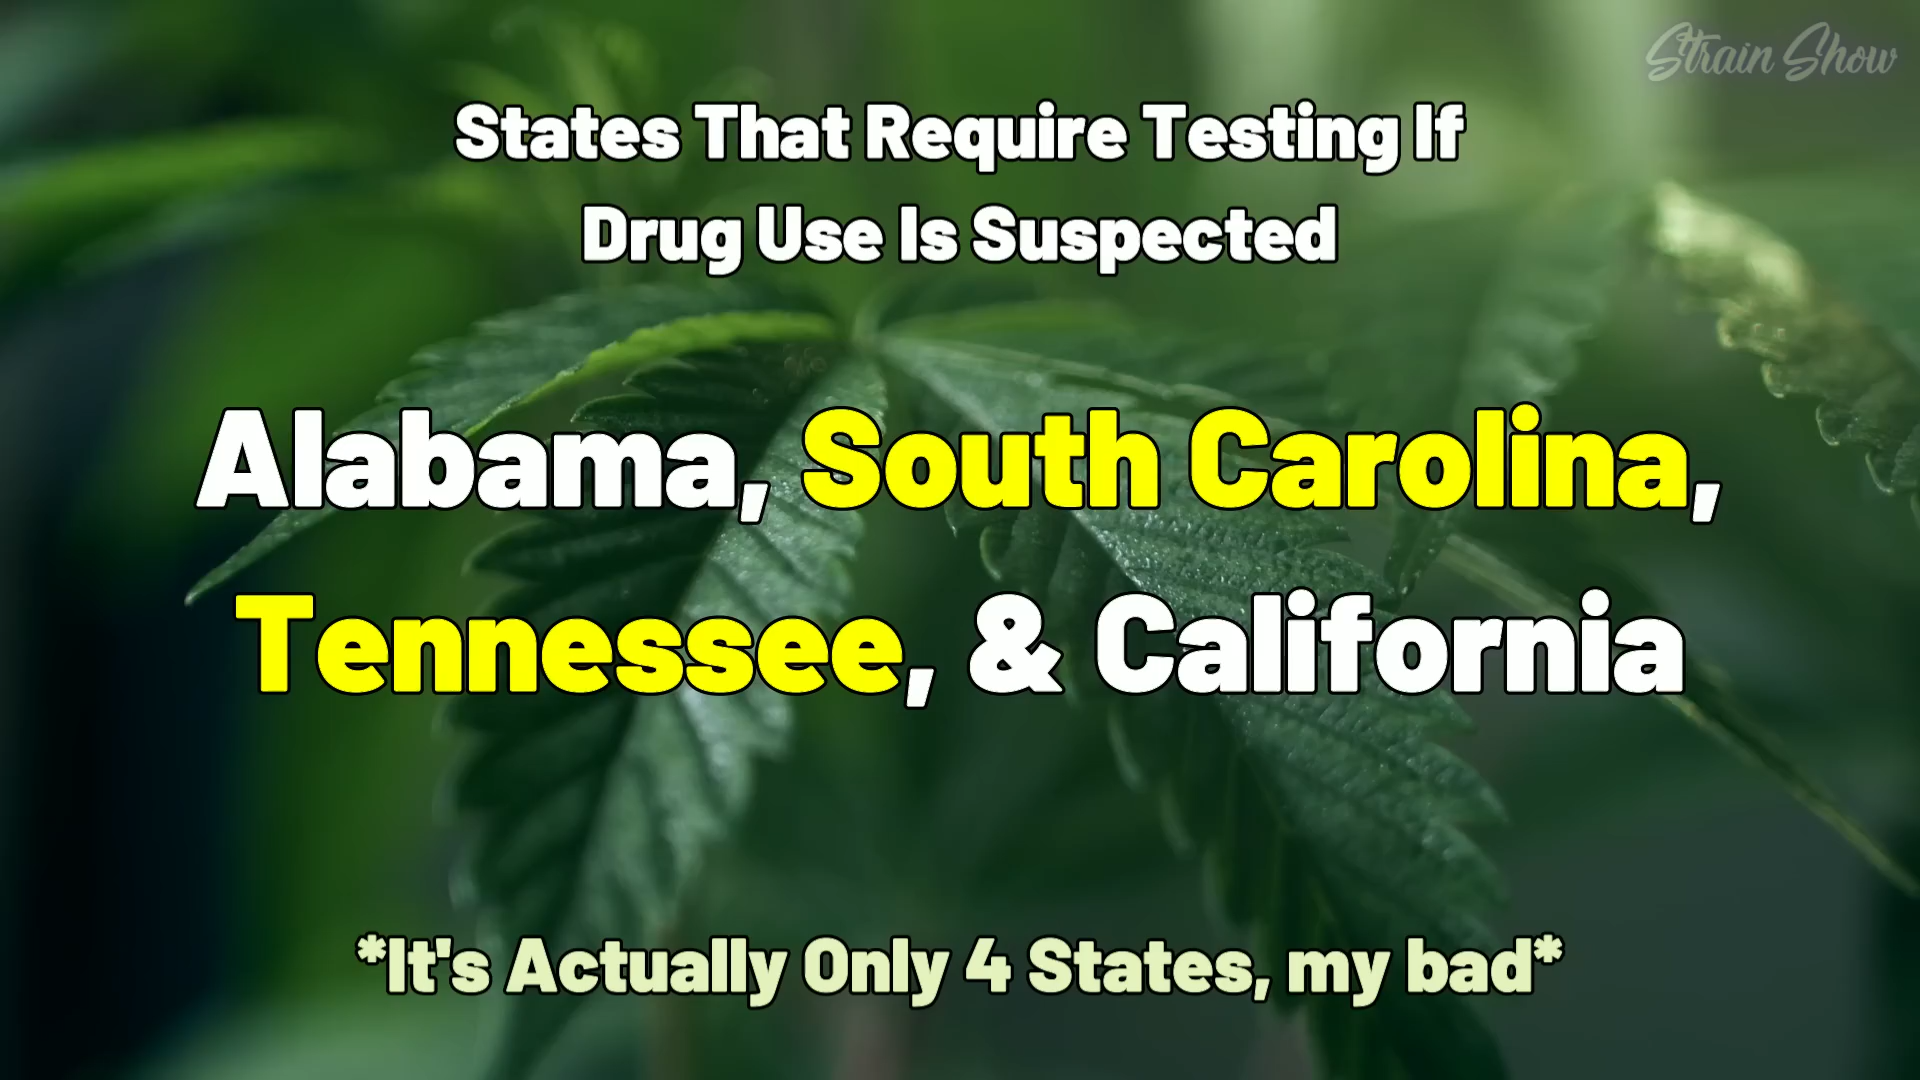 Strain Show
States That Require Testing If
Drug Use Is Suspected
Alabama, South Carolina,
Tennessee, & California
*It's Actually Only 4 States, my bad*